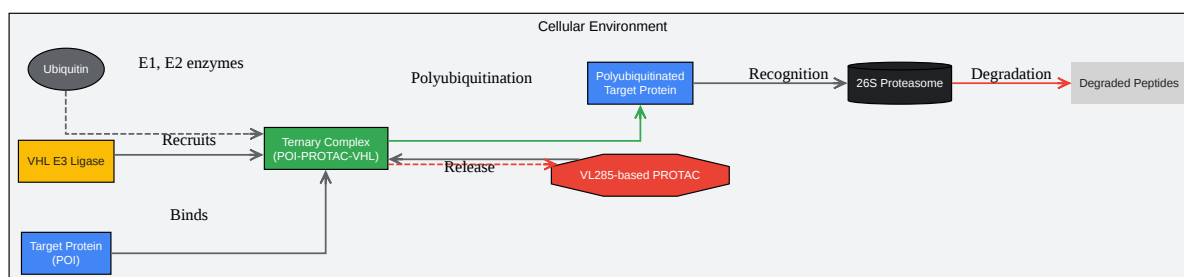 Cellular Environment
Ubiquitin
E1, E2 enzymes
Polyubiquitination
Polyubiquitinated
Target Protein
Recognition
26S Proteasome
Degradation
Degraded Peptides
VHL E3 Ligase
Recruits
Ternary Complex
(POI-PROTAC-VHL)
Release
VL285-based PROTAC
Binds
Target Protein
(POI)